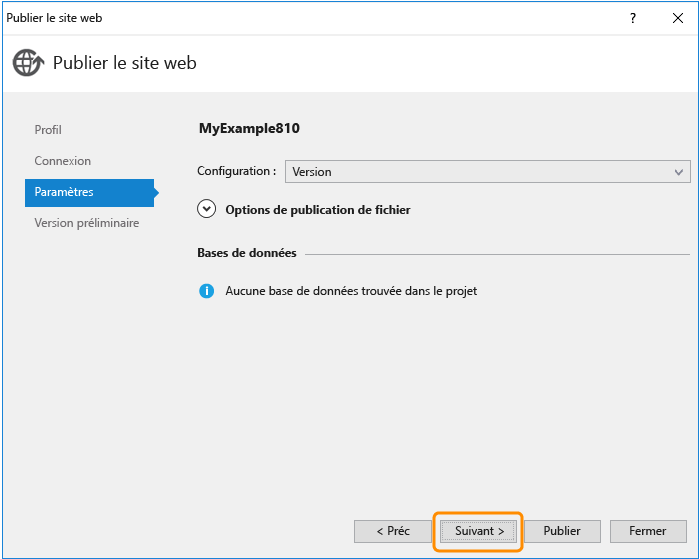 Publier le site web
?
Publier le site web
Profil
Connexion
Paramètres
Version préliminaire
MyExample810
Configuration :
Version
Options de publication de fichier
Bases de données
Aucune base de données trouvée dans le projet
< Préc
Suivant >
Publier
Fermer